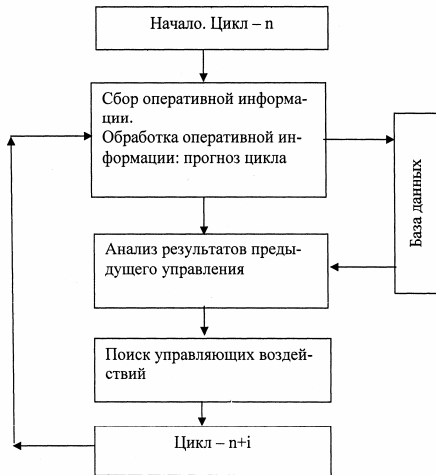 Начало. Цикл – n
Сбор оперативной информа-
ции.
Обработка оперативной ин-
формации: прогноз цикла
База данных
Анализ результатов преды-
дущего управления
Поиск управляющих воздей-
ствий
Цикл – n+i